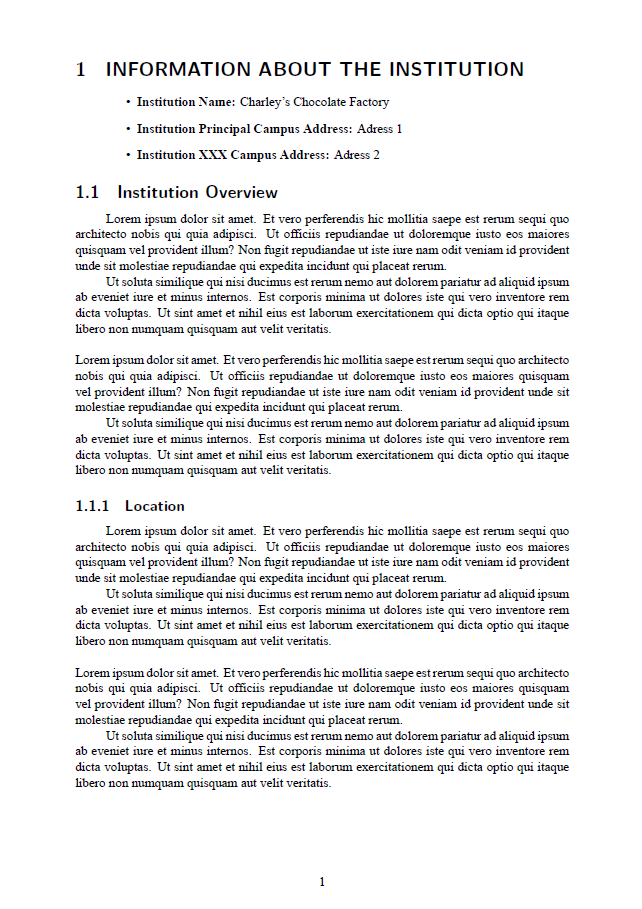 1 INFORMATION ABOUT THE INSTITUTION
• Institution Name: Charley's Chocolate Factory
• Institution Principal Campus Address: Adress 1
• Institution XXX Campus Address: Adress 2
1.1 Institution Overview
Lorem ipsum dolor sit amet. Et vero perferendis hic mollitia saepe est rerum sequi quo
architecto nobis qui quia adipisci. Ut officiis repudiandae ut doloremque iusto eos maiores
quisquam vel provident illum? Non fugit repudiandae ut iste iure nam odit veniam id provident
unde sit molestiae repudiandae qui expedita incidunt qui placeat rerum.
Ut soluta similique qui nisi ducimus est rerum nemo aut dolorem pariatur ad aliquid ipsum
ab eveniet iure et minus internos. Est corporis minima ut dolores iste qui vero inventore rem
dicta voluptas. Ut sint amet et nihil eius est laborum exercitationem qui dicta optio qui itaque
libero non numquam quisquam aut velit veritatis.
Lorem ipsum dolor sit amet. Et vero perferendis hic mollitia saepe est rerum sequi quo architecto
nobis qui quia adipisci. Ut officiis repudiandae ut doloremque iusto eos maiores quisquam
vel provident illum? Non fugit repudiandae ut iste iure nam odit veniam id provident unde sit
molestiae repudiandae qui expedita incidunt qui placeat rerum.
Ut soluta similique qui nisi ducimus est rerum nemo aut dolorem pariatur ad aliquid ipsum
ab eveniet iure et minus internos. Est corporis minima ut dolores iste qui vero inventore rem
dicta voluptas. Ut sint amet et nihil eius est laborum exercitationem qui dicta optio qui itaque
libero non numquam quisquam aut velit veritatis.
1.1.1 Location
Lorem ipsum dolor sit amet. Et vero perferendis hic mollitia saepe est rerum sequi quo
architecto nobis qui quia adipisci. Ut officiis repudiandae ut doloremque iusto eos maiores
quisquam vel provident illum? Non fugit repudiandae ut iste iure nam odit veniam id provident
unde sit molestiae repudiandae qui expedita incidunt qui placeat rerum.
Ut soluta similique qui nisi ducimus est rerum nemo aut dolorem pariatur ad aliquid ipsum
ab eveniet iure et minus internos. Est corporis minima ut dolores iste qui vero inventore rem
dicta voluptas. Ut sint amet et nihil eius est laborum exercitationem qui dicta optio qui itaque
libero non numquam quisquam aut velit veritatis.
Lorem ipsum dolor sit amet. Et vero perferendis hic mollitia saepe est rerum sequi quo architecto
nobis qui quia adipisci. Ut officiis repudiandae ut doloremque iusto eos maiores quisquam
vel provident illum? Non fugit repudiandae ut iste iure nam odit veniam id provident unde sit
molestiae repudiandae qui expedita incidunt qui placeat rerum.
Ut soluta similique qui nisi ducimus est rerum nemo aut dolorem pariatur ad aliquid ipsum
ab eveniet iure et minus internos. Est corporis minima ut dolores iste qui vero inventore rem
dicta voluptas. Ut sint amet et nihil eius est laborum exercitationem qui dicta optio qui itaque
libero non numquam quisquam aut velit veritatis.
1